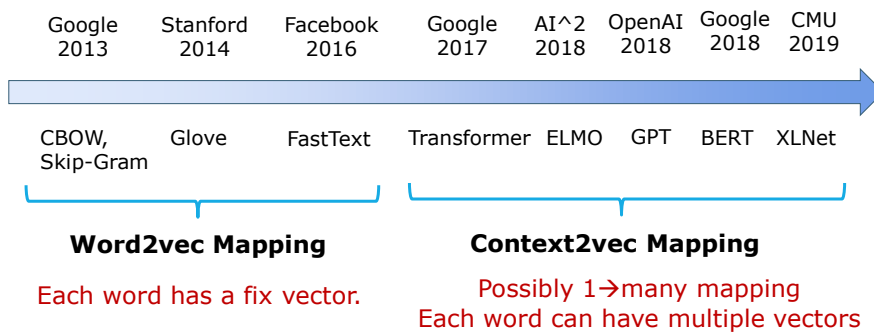 Google Stanford Facebook Google AI^2 OpenAI Google CMU
2013 2014 2016 2017 2018 2018 2018 2019
CBOW, Glove FastText Transformer ELMO GPT BERT XLNet
Skip-Gram
Word2vec Mapping Context2vec Mapping
Each word has a fix vector. Possibly 1→many mapping
Each word can have multiple vectors